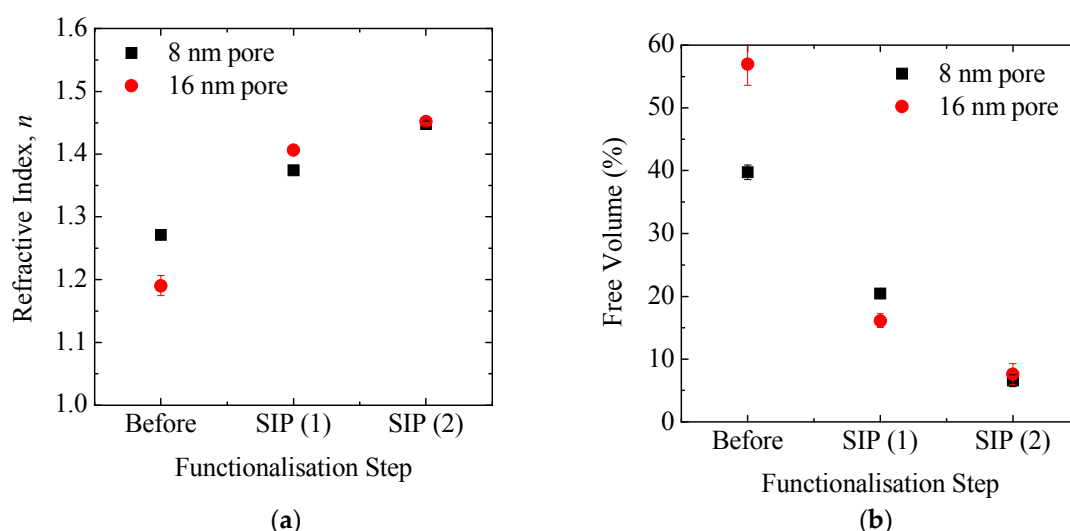 1.6
1.5
1.4
1.3
1.2
1.1
1.0
Refractive Index, n
8 nm pore
16 nm pore
Before
SIP (1)
SIP (2)
Functionalisation Step
(a)
60
50
40
30
20
10
0
Free Volume (%)
8 nm pore
16 nm pore
Before
SIP (1)
SIP (2)
Functionalisation Step
(b)